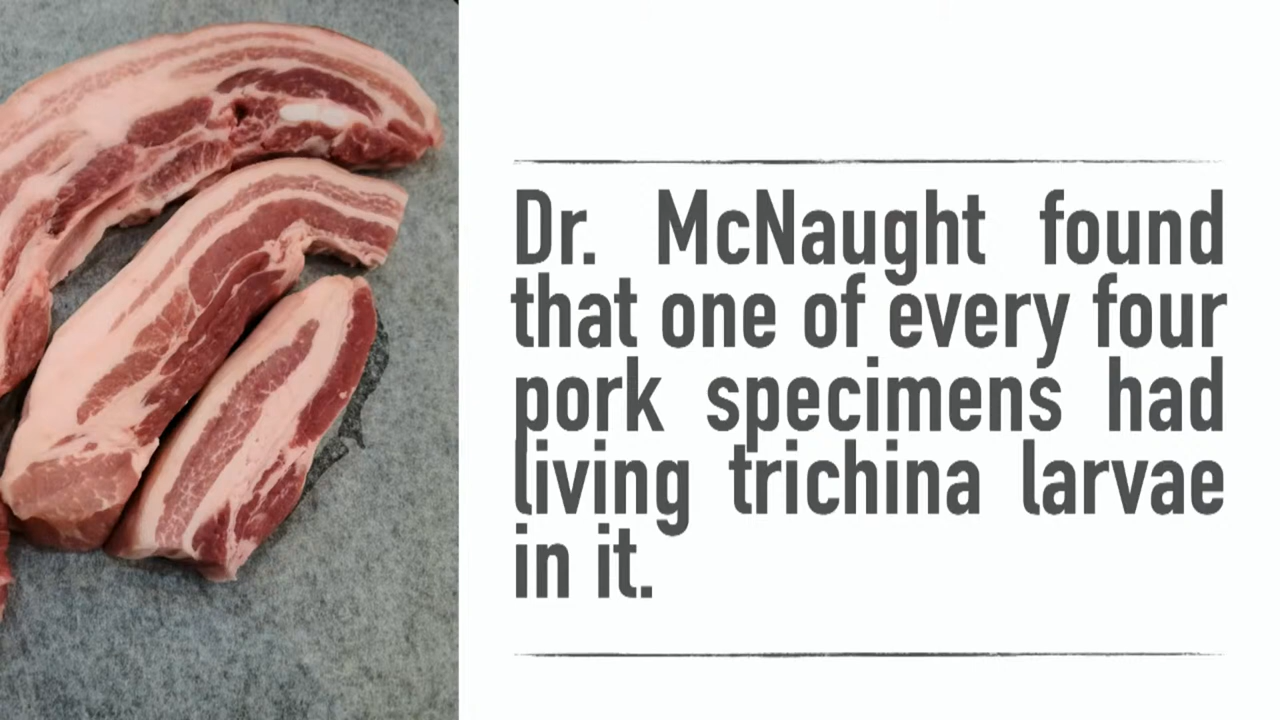 Dr. McNaught found
that one of every four
pork specimens had
living trichina larvae
in it.